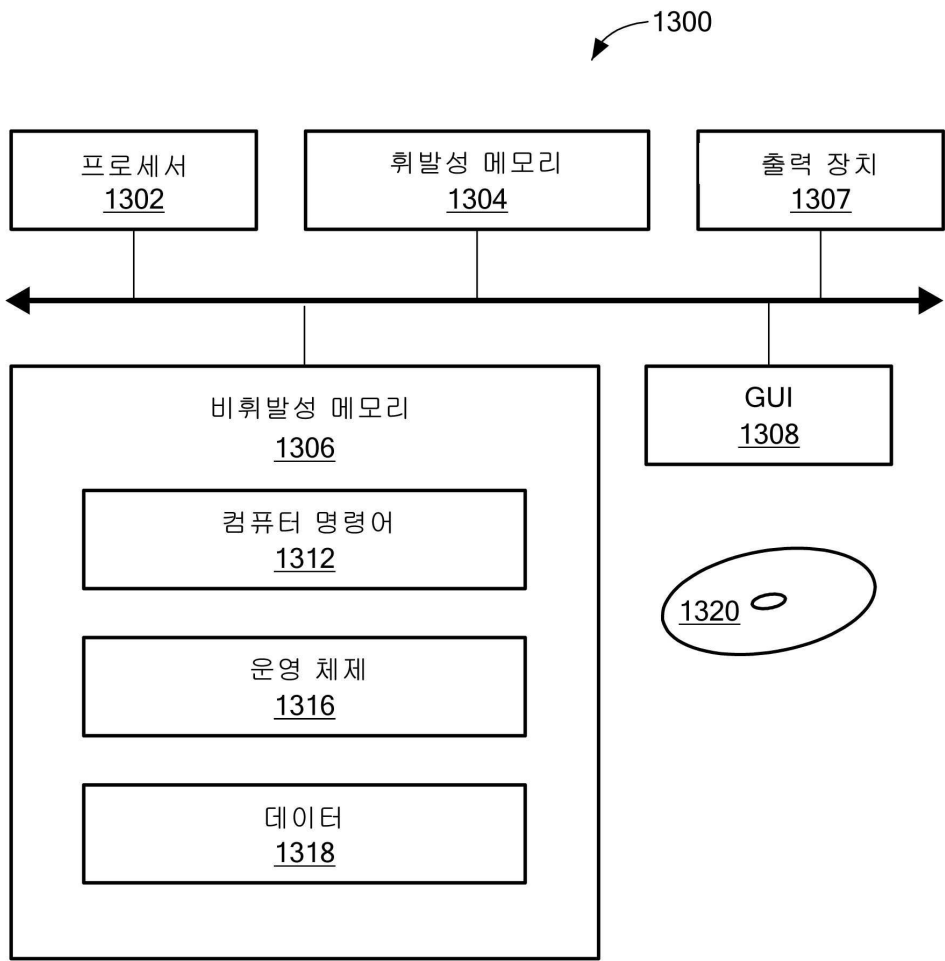 1300
프로세서
1302
휘발성 메모리
1304
출력 장치
1307
비휘발성 메모리
1306
컴퓨터 명령어
1312
운영 체제
1316
데이터
1318
GUI
1308
1320